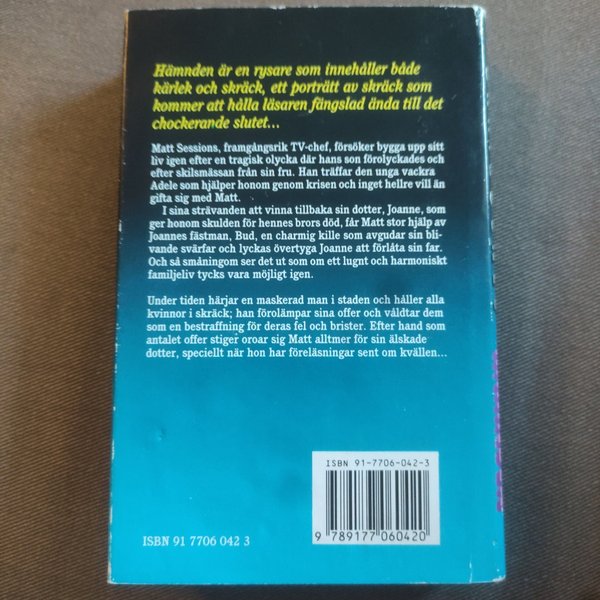 Hämnden är en rysare som innehåller både
kärlek och skräck, ett porträtt av skräck som
kommer att hålla läsaren fängslad ända till det
chockerande slutet...
Matt Sessions, framgångsrik TV-chef, försöker bygga upp sitt
liv igen efter en tragisk olycka där hans son förolyckades och
efter skilsmässan från sin fru. Han träffar den unga vackra
Adele som hjälper honom genom krisen och inget hellre vill än
gifta sig med Matt.
I sina strävanden att vinna tillbaka sin dotter, Joanne, som
ger honom skulden för hennes brors död, får Matt stor hjälp av
Joannes fästman, Bud, en charmig kille som avgudar sin bli-
vande svärfar och lyckas övertyga Joanne att förlåta sin far.
Och så småningom ser det ut som om ett lugnt och harmoniskt
familjeliv tycks vara möjligt igen.
Under tiden härjar en maskerad man i staden och håller alla
kvinnor i skräck; han förolämpar sina offer och våldtar dem
som en bestraffning för deras fel och brister. Efter hand som
antalet offer stiger oroar sig Matt alltmer för sin älskade
dotter, speciellt när hon har föreläsningar sent om kvällen...
ISBN 91-7706-042-3
9 789177 060420
ISBN 91 7706 042 3